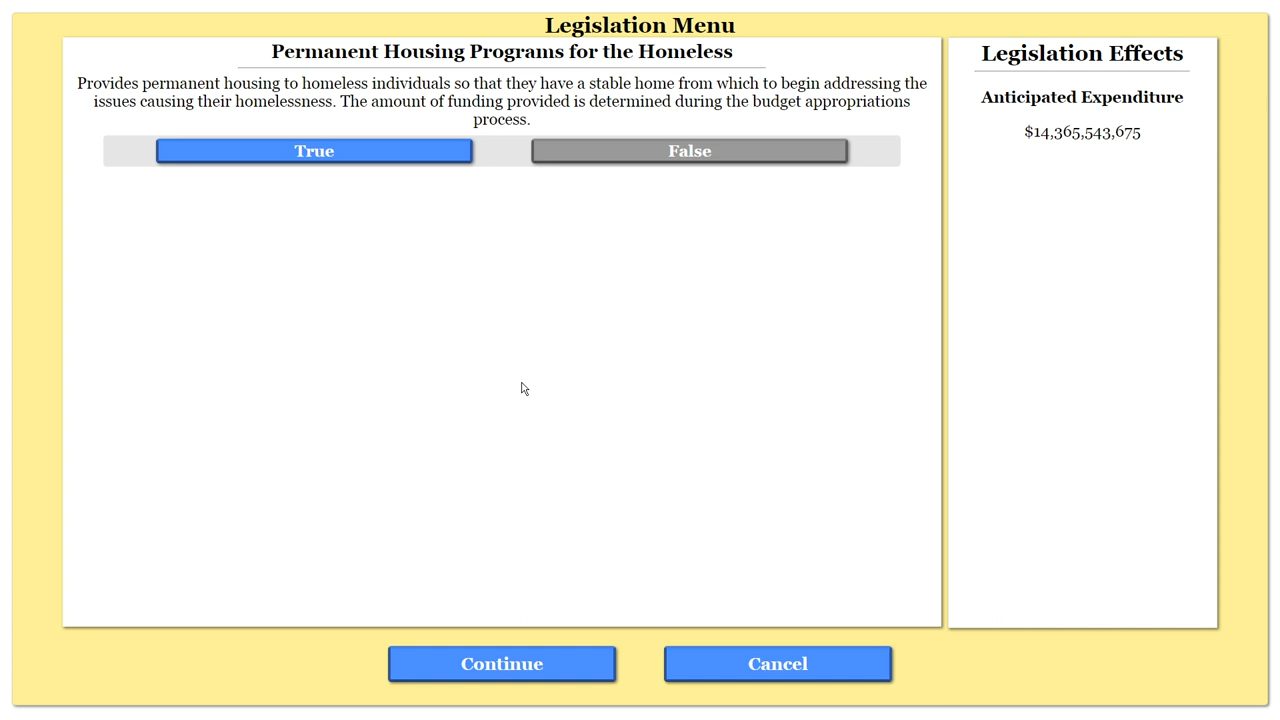 Legislation Menu
Permanent Housing Programs for the Homeless
Provides permanent housing to homeless individuals so that they have a stable home from which to begin addressing the
issues causing their homelessness. The amount of funding provided is determined during the budget appropriations
process.
True
False
Legislation Effects
Anticipated Expenditure
$14,365,543,675
Continue
Cancel